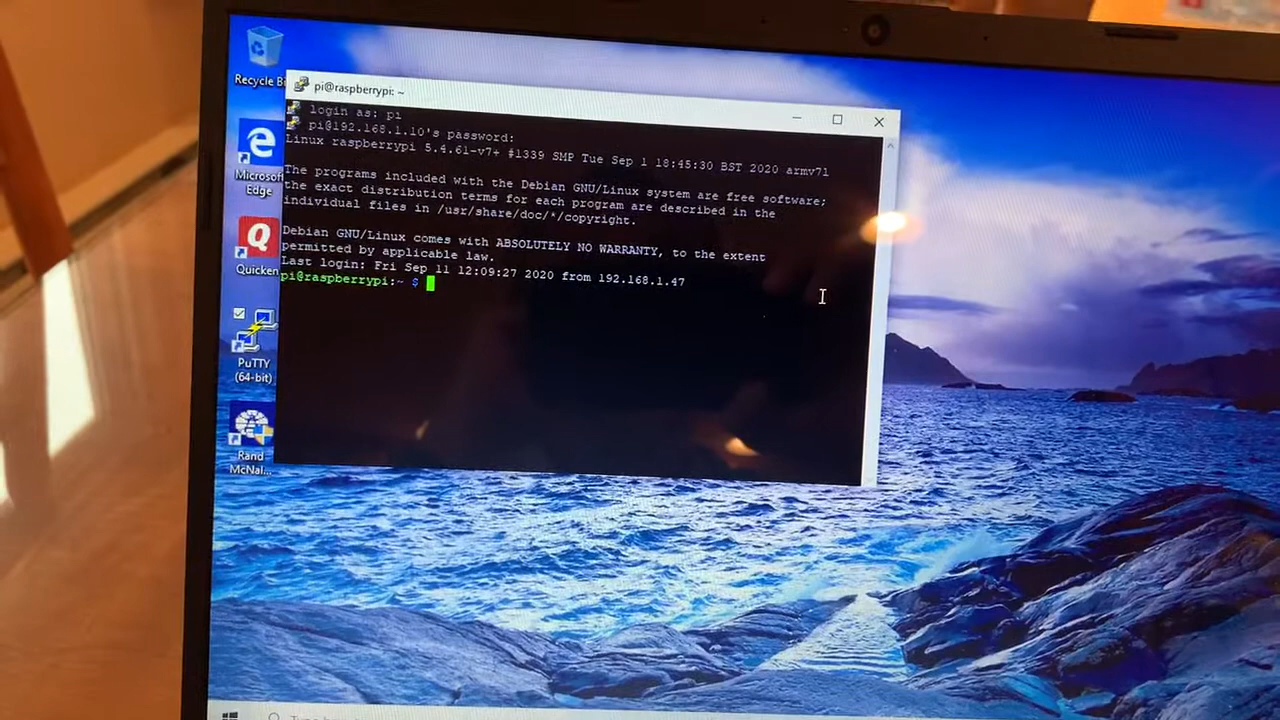 Recycle Bi
pi@raspberrypi: ~
login as: pi
pi@192.168.1.10's password:
Linux raspberrypi 5.4.61-v7+ #1339 SMP Tue Sep 1 18:45:30 BST 2020 armv7l
The programs included with the Debian GNU/Linux system are free software;
the exact distribution terms for each program are described in the
individual files in /usr/share/doc/*/copyright.
Debian GNU/Linux comes with ABSOLUTELY NO WARRANTY, to the extent
permitted by applicable law.
Last login: Fri Sep 11 12:09:27 2020 from 192.168.1.47
pi@raspberrypi:~ $
Microsof
Edge
Q
Quicken
PuTTY
(64-bit)
Rand
McNal...
Type